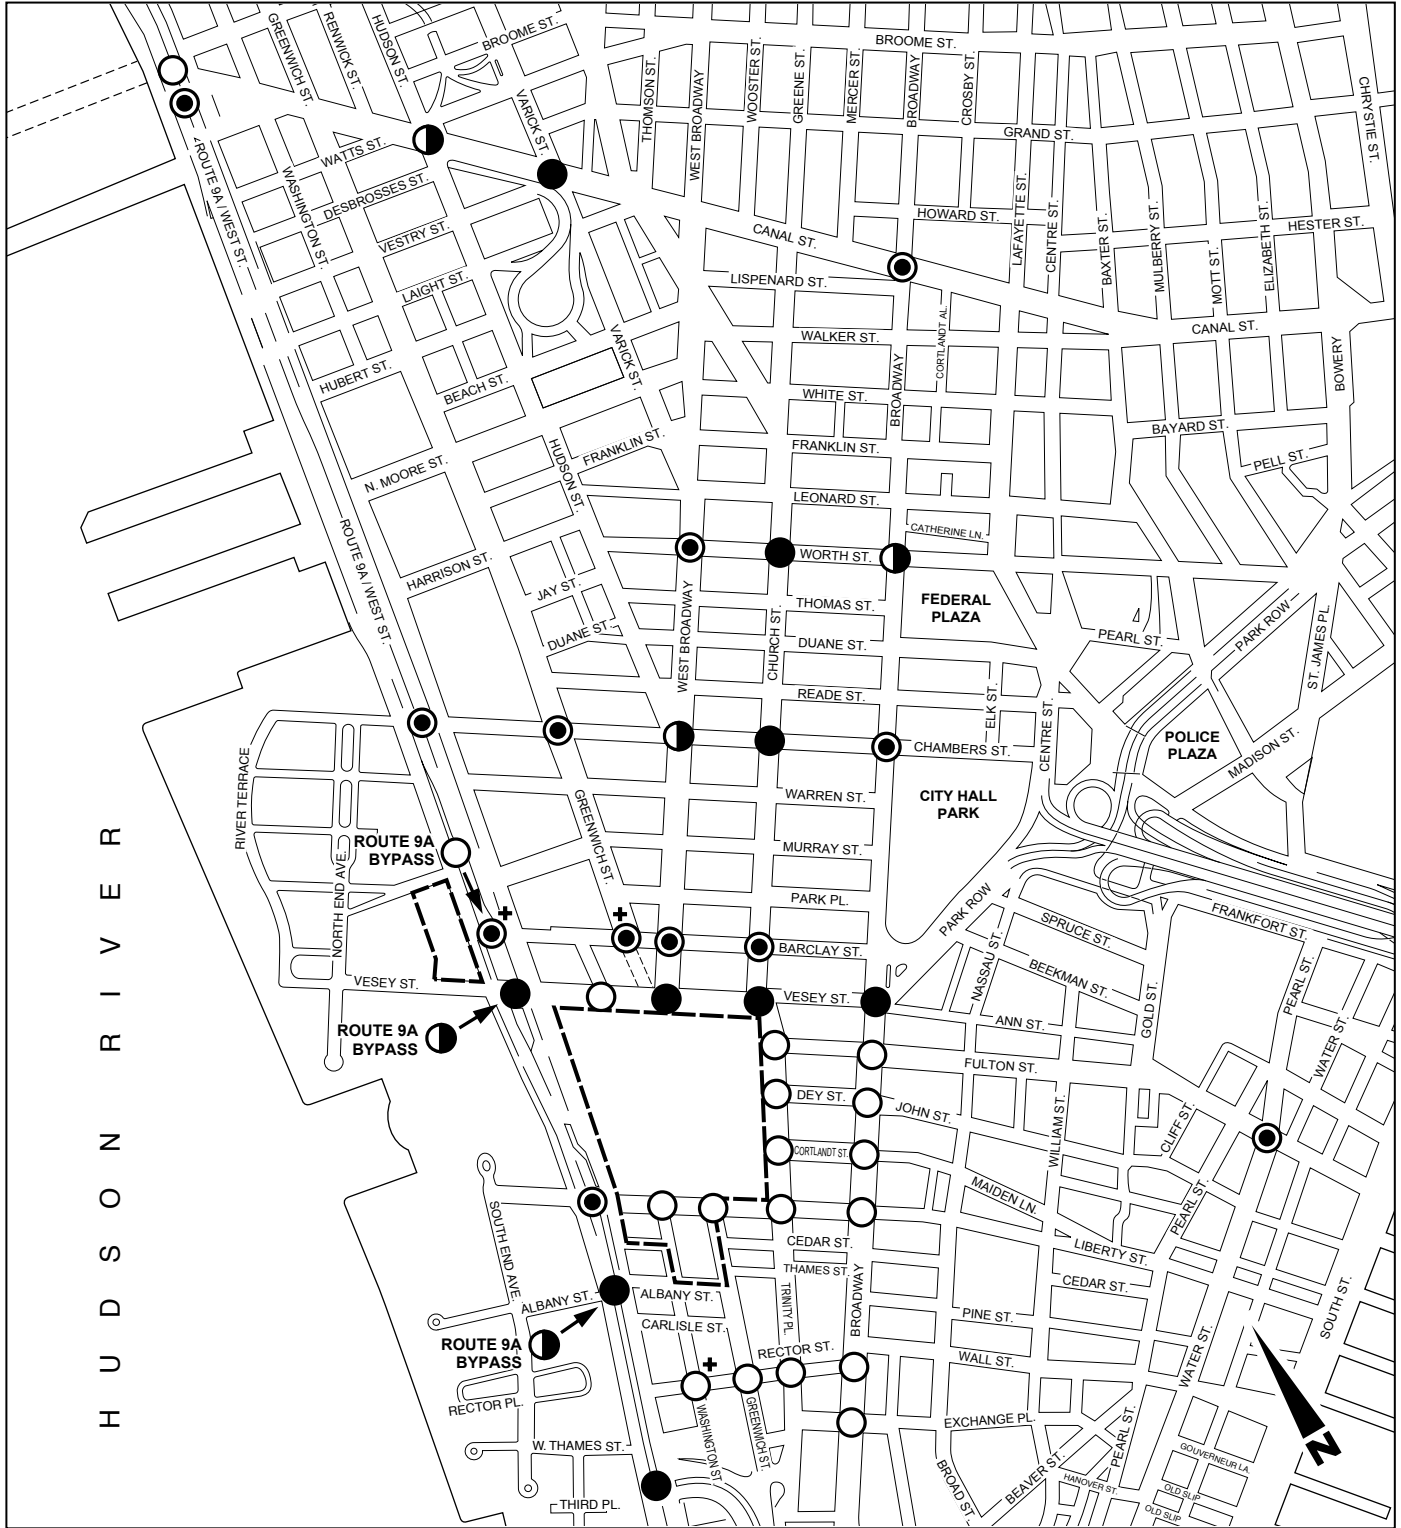 BROOME ST.
GREENWICH ST.
RENWICK ST.
HUDSON ST.
BROOME ST.
THOMSON ST.
WEST BROADWAY
WOOSTER ST.
GREENE ST.
MERCER ST.
BROADWAY
CROSBY ST.
CHRYSTIE ST.
VARICK ST.
GRAND ST.
WATTS ST.
ROUTE 9A / WEST ST.
WASHINGTON ST.
DESBROSSES ST.
VESTRY ST.
LAIGHT ST.
HOWARD ST.
LAFAYETTE ST.
CENTRE ST.
BAXTER ST.
MULBERRY ST.
MOTT ST.
ELIZABETH ST.
HESTER ST.
CANAL ST.
LISPENARD ST.
CORTLANDT AL.
CANAL ST.
WALKER ST.
VARICK ST.
BOWERY
HUBERT ST.
BEACH ST.
WHITE ST.
BROADWAY
BAYARD ST.
FRANKLIN ST.
FRANKLIN ST.
HUDSON ST.
PELL ST.
N. MOORE ST.
LEONARD ST.
CATHERINE LN.
WORTH ST.
ROUTE 9A / WEST ST.
HARRISON ST.
JAY ST.
THOMAS ST.
FEDERAL
PLAZA
DUANE ST.
DUANE ST.
WEST BROADWAY
CHURCH ST.
PEARL ST.
PARK ROW
ST. JAMES PL.
READE ST.
ELK ST.
CENTRE ST.
CHAMBERS ST.
POLICE
PLAZA
MADISON ST.
RIVER TERRACE
WARREN ST.
CITY HALL
PARK
GREENWICH ST.
MURRAY ST.
ROUTE 9A
BYPASS
NORTH END AVE.
PARK PL.
PARK ROW
SPRUCE ST.
FRANKFORT ST.
BARCLAY ST.
NASSAU ST.
BEEKMAN ST.
GOLD ST.
PEARL ST.
VESEY ST.
VESEY ST.
ANN ST.
WATER ST.
ROUTE 9A
BYPASS
FULTON ST.
DEY ST.
JOHN ST.
WILLIAM ST.
CLIFF ST.
CORTLANDT ST.
MAIDEN LN.
PEARL ST.
SOUTH END AVE.
CEDAR ST.
LIBERTY ST.
THAMES ST.
CEDAR ST.
ALBANY ST.
ALBANY ST.
TRINITY PL.
BROADWAY
SOUTH ST.
CARLISLE ST.
PINE ST.
ROUTE 9A
BYPASS
RECTOR ST.
WALL ST.
WATER ST.
RECTOR PL.
WASHINGTON ST
GREENWICH ST.
EXCHANGE PL.
PEARL ST.
N
W. THAMES ST.
BROAD ST.
BEAVER ST.
GOUVERNEUR LA.
HANOVER ST.
OLD SLIP
OLD SLIP
THIRD PL.
HUDSON RIVER